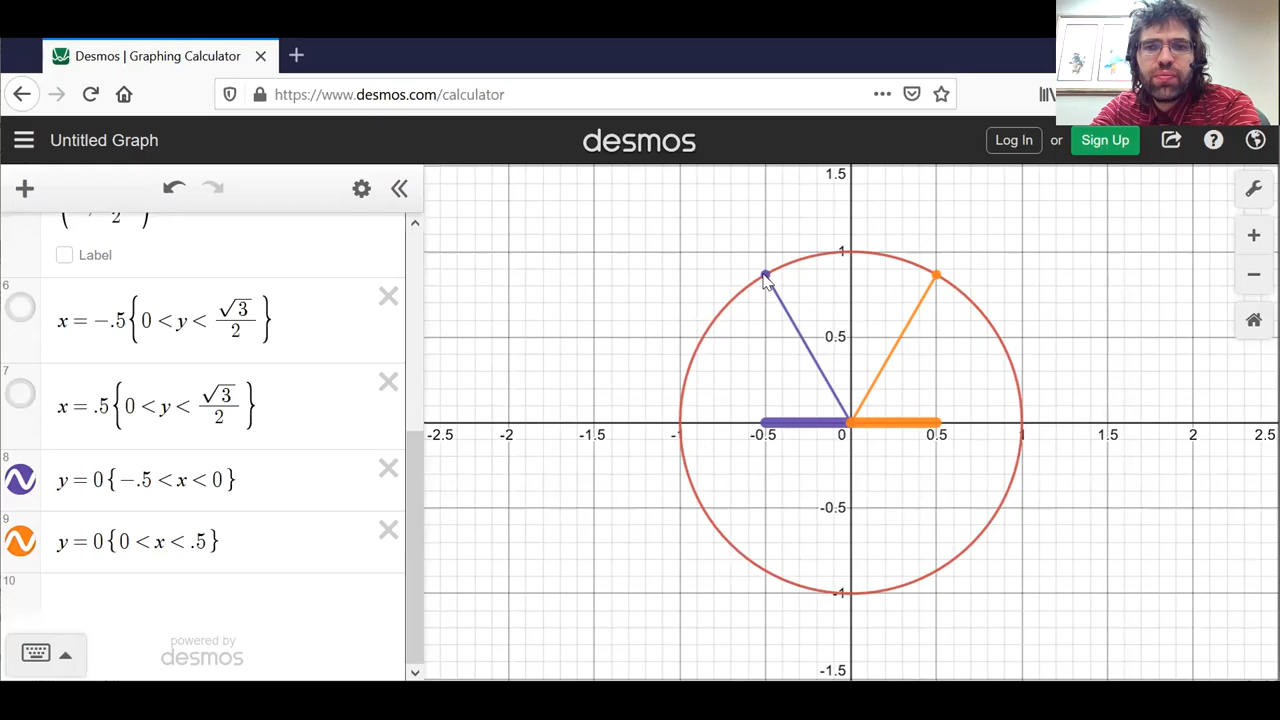 Desmos | Graphing Calculator
https://www.desmos.com/calculator
Untitled Graph
desmos
Log In or Sign Up
2
Label
6
x = −.5{0 < y < √3/2}
7
x = .5{0 < y < √3/2}
8
y = 0{−.5 < x < 0}
9
y = 0{0 < x < .5}
10
powered by
desmos
1.5
1
0.5
-2.5 -2 -1.5 -1 -0.5 0 0.5 1 1.5 2 2.5
-0.5
-1
-1.5